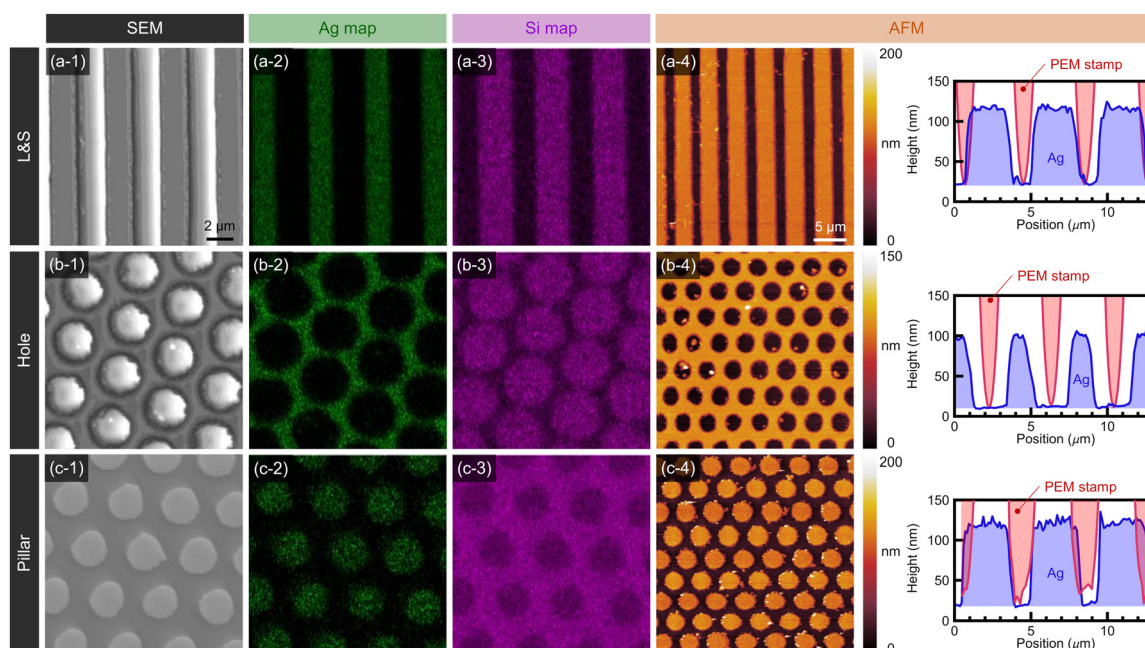 SEM
Ag map
Si map
AFM
L&S
(a-1)
2 µm
(a-2)
(a-3)
(a-4)
5 µm
200
nm
0
PEM stamp
150
100
50
0
Height (nm)
Ag
0
5
10
Position (µm)
Hole
(b-1)
(b-2)
(b-3)
(b-4)
150
nm
0
PEM stamp
150
100
50
0
Height (nm)
Ag
0
5
10
Position (µm)
Pillar
(c-1)
(c-2)
(c-3)
(c-4)
200
nm
0
PEM stamp
150
100
50
0
Height (nm)
Ag
0
5
10
Position (µm)